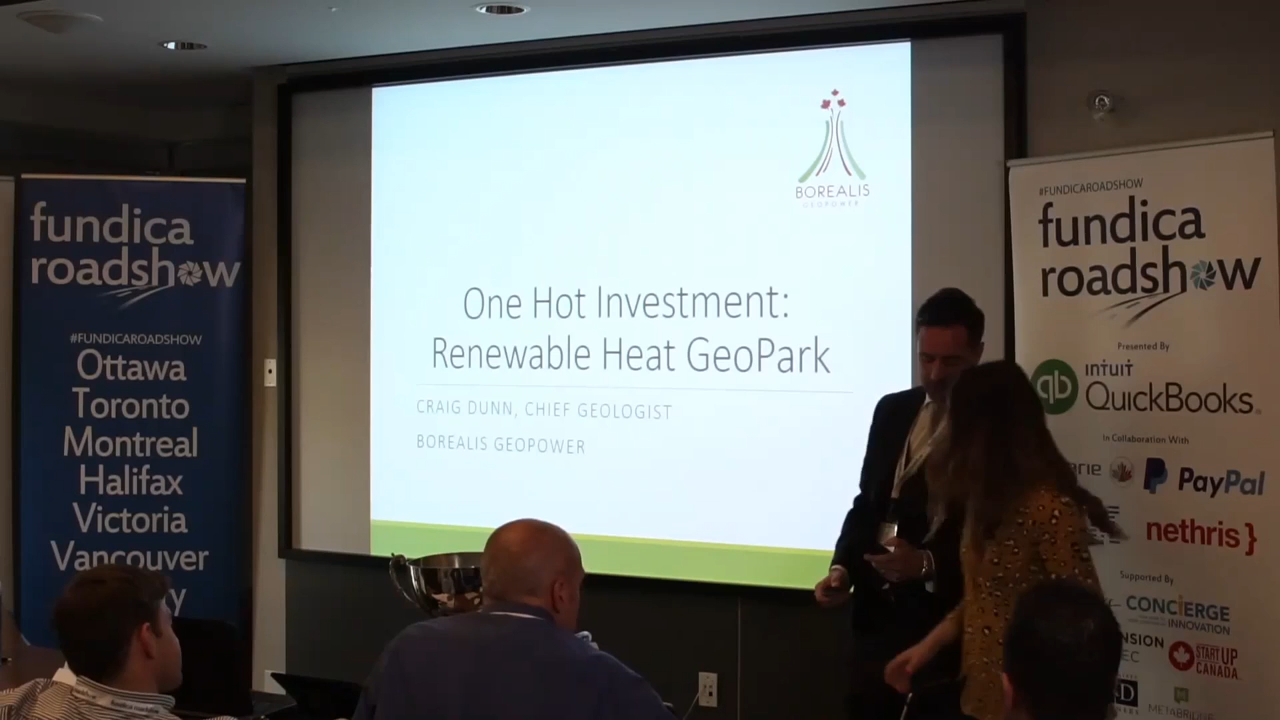 fundica
roadshow
#FUNDICAROADSHOW
Ottawa
Toronto
Montreal
Halifax
Victoria
Vancouver
BOREALIS
GEOPOWER
One Hot Investment:
Renewable Heat GeoPark
CRAIG DUNN, CHIEF GEOLOGIST
BOREALIS GEOPOWER
#FUNDICAROADSHOW
fundica
roadshow
Presented By
qb intuit
QuickBooks.
In Collaboration With
PayPal
nethris}
Supported By
CONCIERGE
INNOVATION
STARTUP
CANADA